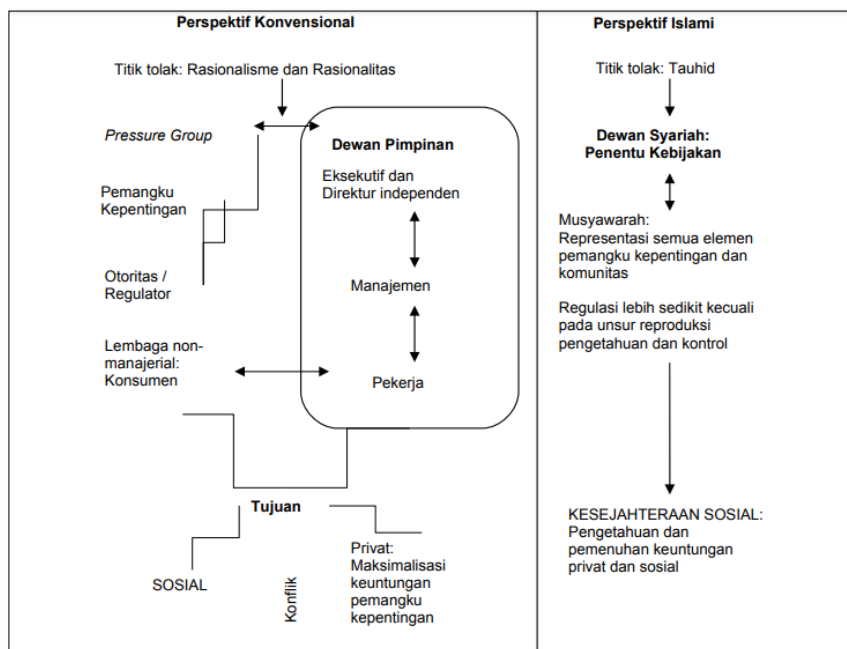 Perspektif Konvensional
Titik tolak: Rasionalisme dan Rasionalitas
Pressure Group
Pemangku
Kepentingan
Otoritas /
Regulator
Lembaga non-
manajerial:
Konsumen
Dewan Pimpinan
Eksekutif dan
Direktur independen
Manajemen
Pekerja
Tujuan
SOSIAL
Konflik
Privat:
Maksimalisasi
keuntungan
pemangku
kepentingan
Perspektif Islami
Titik tolak: Tauhid
Dewan Syariah:
Penentu Kebijakan
Musyawarah:
Representasi semua elemen
pemangku kepentingan dan
komunitas
Regulasi lebih sedikit kecuali
pada unsur reproduksi
pengetahuan dan kontrol
KESEJAHTERAAN SOSIAL:
Pengetahuan dan
pemenuhan keuntungan
privat dan sosial